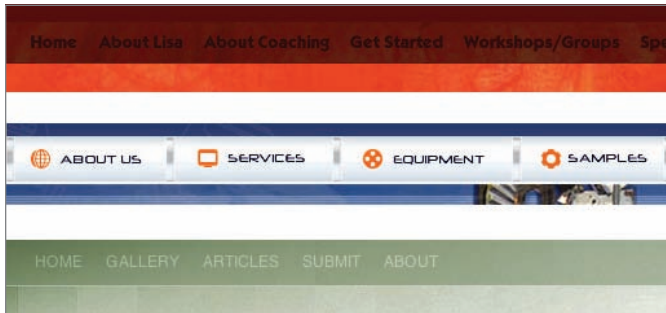 Home About Lisa About Coaching Get Started Workshops/Groups Spe
ABOUT US SERVICES EQUIPMENT SAMPLES
HOME GALLERY ARTICLES SUBMIT ABOUT